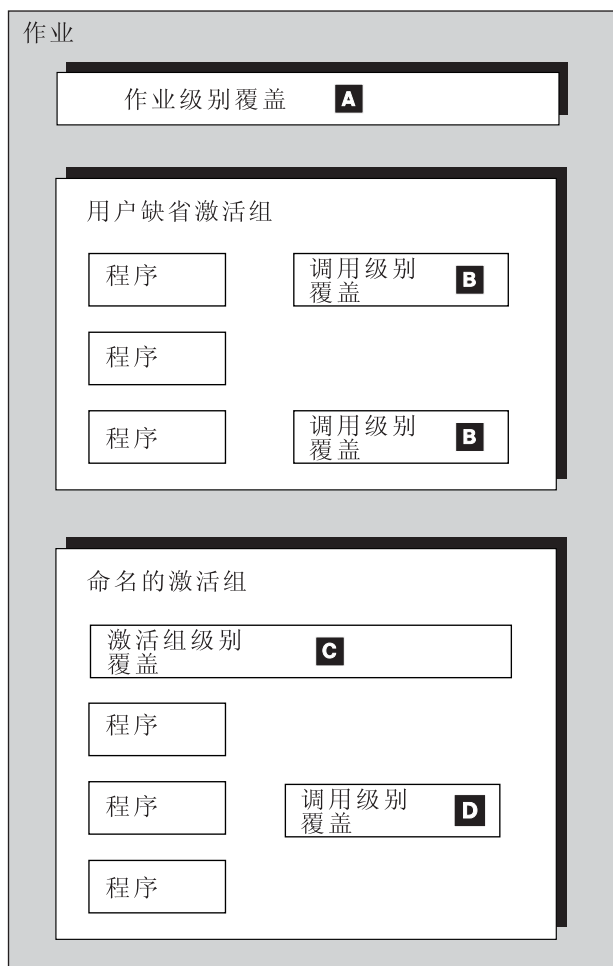 作业
作业级别覆盖 A
用户缺省激活组
程序
调用级别
覆盖 B
程序
程序
调用级别
覆盖 B
命名的激活组
激活组级别
覆盖 C
程序
程序
调用级别
覆盖 D
程序